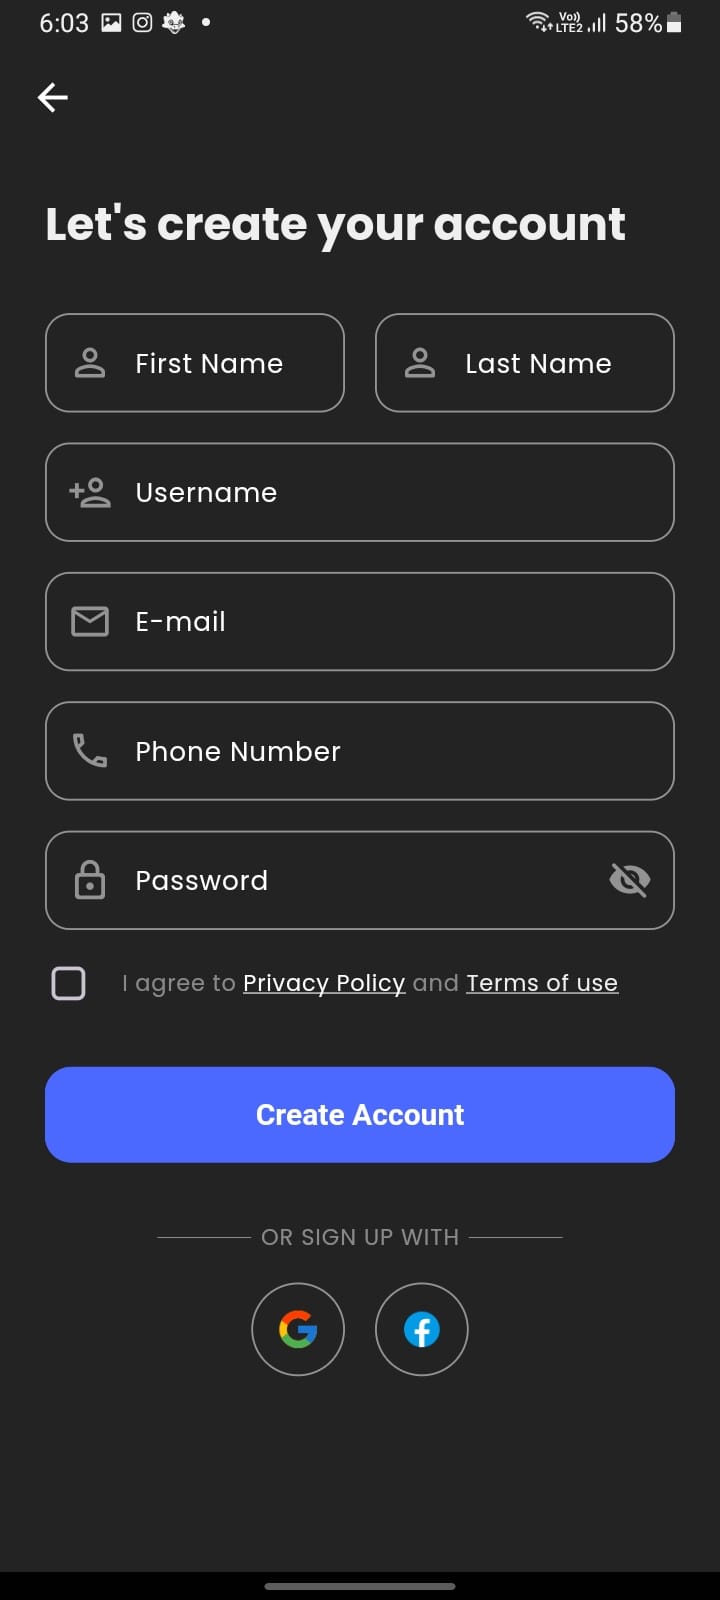 6:03 Vo)) LTE2 58%
Let's create your account
First Name Last Name
Username
E-mail
Phone Number
Password
I agree to Privacy Policy and Terms of use
Create Account
OR SIGN UP WITH